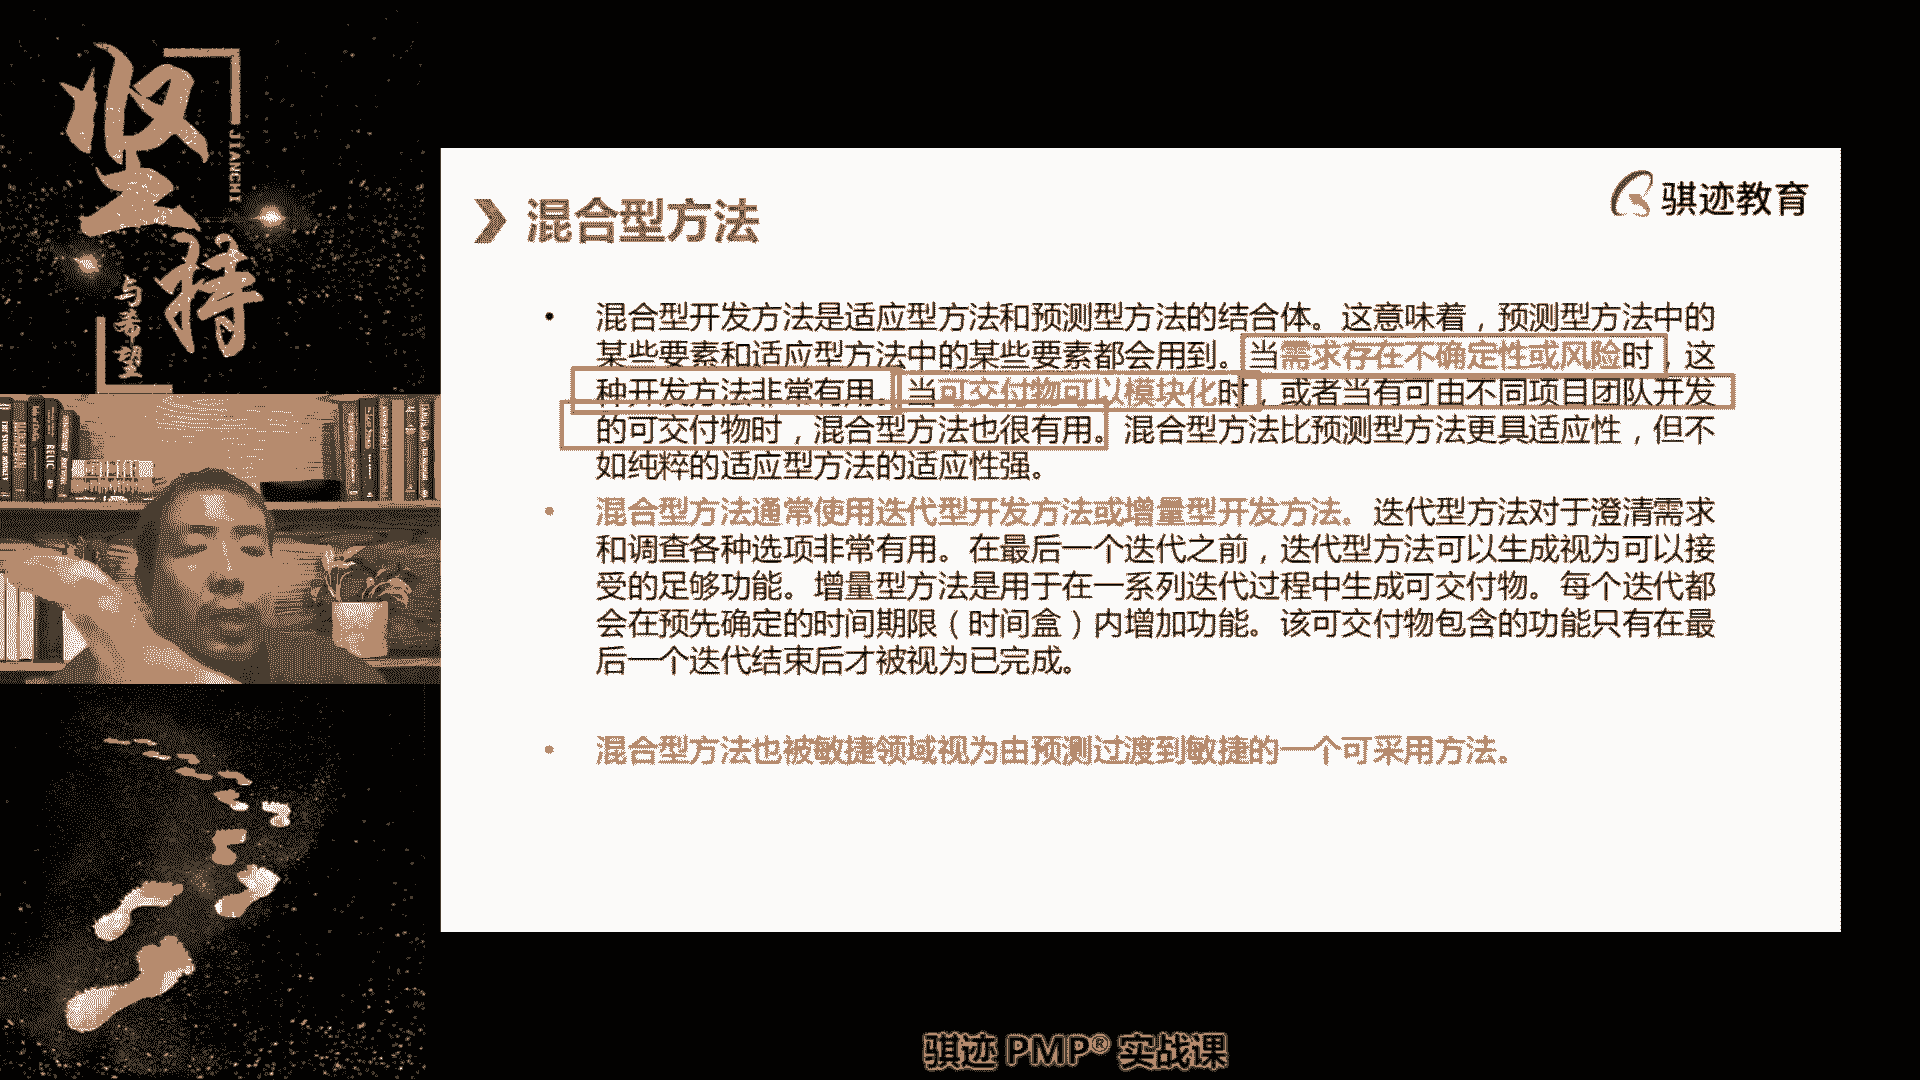 坚持
JIANCHI
与希望
骐迹教育
混合型方法
• 混合型开发方法是适应型方法和预测型方法的结合体。这意味着，预测型方法中的
某些要素和适应型方法中的某些要素都会用到。当需求存在不确定性或风险时，这
种开发方法非常有用。当可交付物可以模块化时，或者当有可由不同项目团队开发
的可交付物时，混合型方法也很有用。混合型方法比预测型方法更具适应性，但不
如纯粹的适应型方法的适应性强。
• 混合型方法通常使用迭代型开发方法或增量型开发方法。迭代型方法对于澄清需求
和调查各种选项非常有用。在最后一个迭代之前，迭代型方法可以生成视为可以接
受的足够功能。增量型方法是用于在一系列迭代过程中生成可交付物。每个迭代都
会在预先确定的时间期限（时间盒）内增加功能。该可交付物包含的功能只有在最
后一个迭代结束后才被视为已完成。
• 混合型方法也被敏捷领域视为由预测过渡到敏捷的一个可采用方法。
骐迹 PMP® 实战课